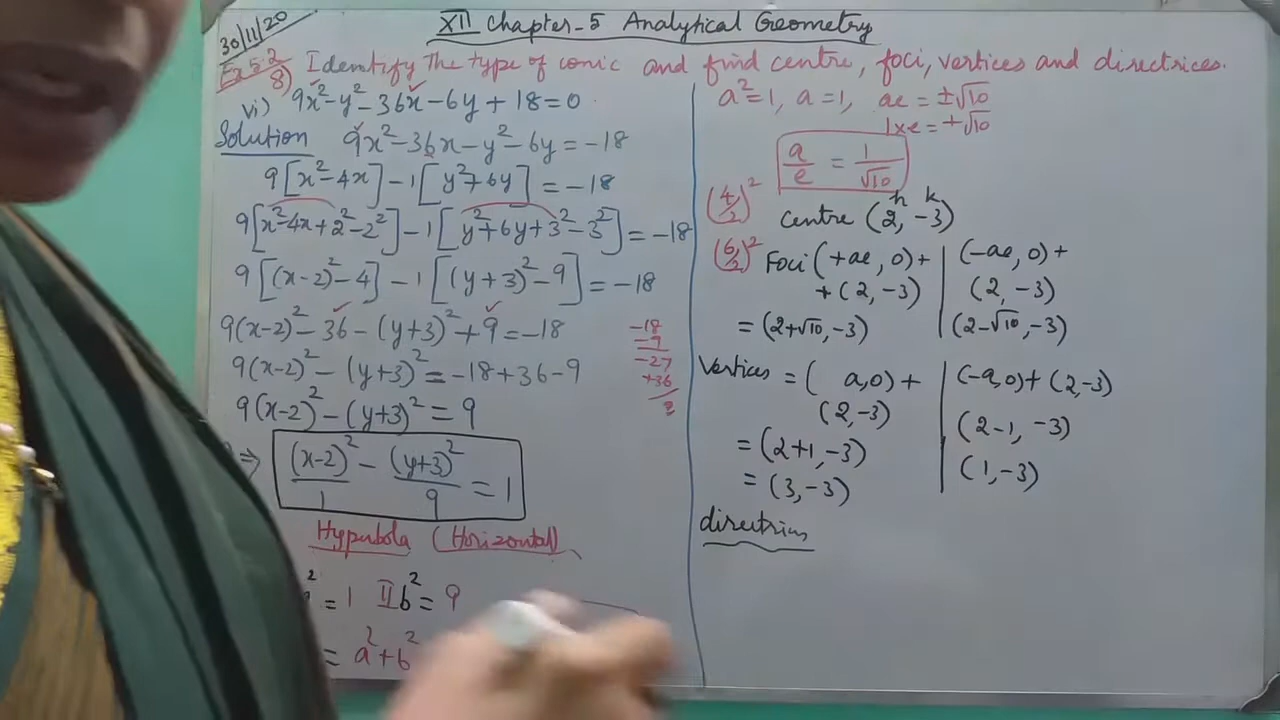 30/11/20
XII Chapter-5 Analytical Geometry
Ex 5.2 8) Identify the type of conic and find centre, foci, vertices and directrices.
vi) 9x²-y²-36x-6y+18=0
Solution 9x²-36x-y²-6y=-18
9[x²-4x]-1[y²+6y]=-18
9[x²-4x+2²-2²]-1[y²+6y+3²-3²]=-18
9[(x-2)²-4]-1[(y+3)²-9]=-18
9(x-2)²-36-(y+3)²+9=-18
9(x-2)²-(y+3)²=-18+36-9
9(x-2)²-(y+3)²=9
⇒ (x-2)²/1 - (y+3)²/9 = 1
Hyperbola (Horizontal)
²=1 II b²=9
= a²+b²
-18
-9
-27
+36
a²=1, a=1, ae=±√10
1xe=±√10
a/e = 1/√10
(4/2)²
h k
Centre (2,-3)
(6/2)²
Foci (+ae, 0)+ | (-ae, 0)+
+(2,-3) | (2,-3)
=(2+√10,-3) | (2-√10,-3)
Vertices = ( a,0)+ | (-a,0)+(2,-3)
(2,-3) | (2-1, -3)
=(2+1,-3)
=(3,-3) | (1,-3)